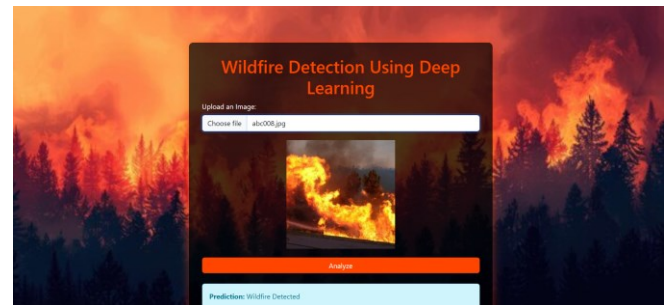 Wildfire Detection Using Deep
Learning
Upload an Image:
Choose file abc008.jpg
Analyze
Prediction: Wildfire Detected